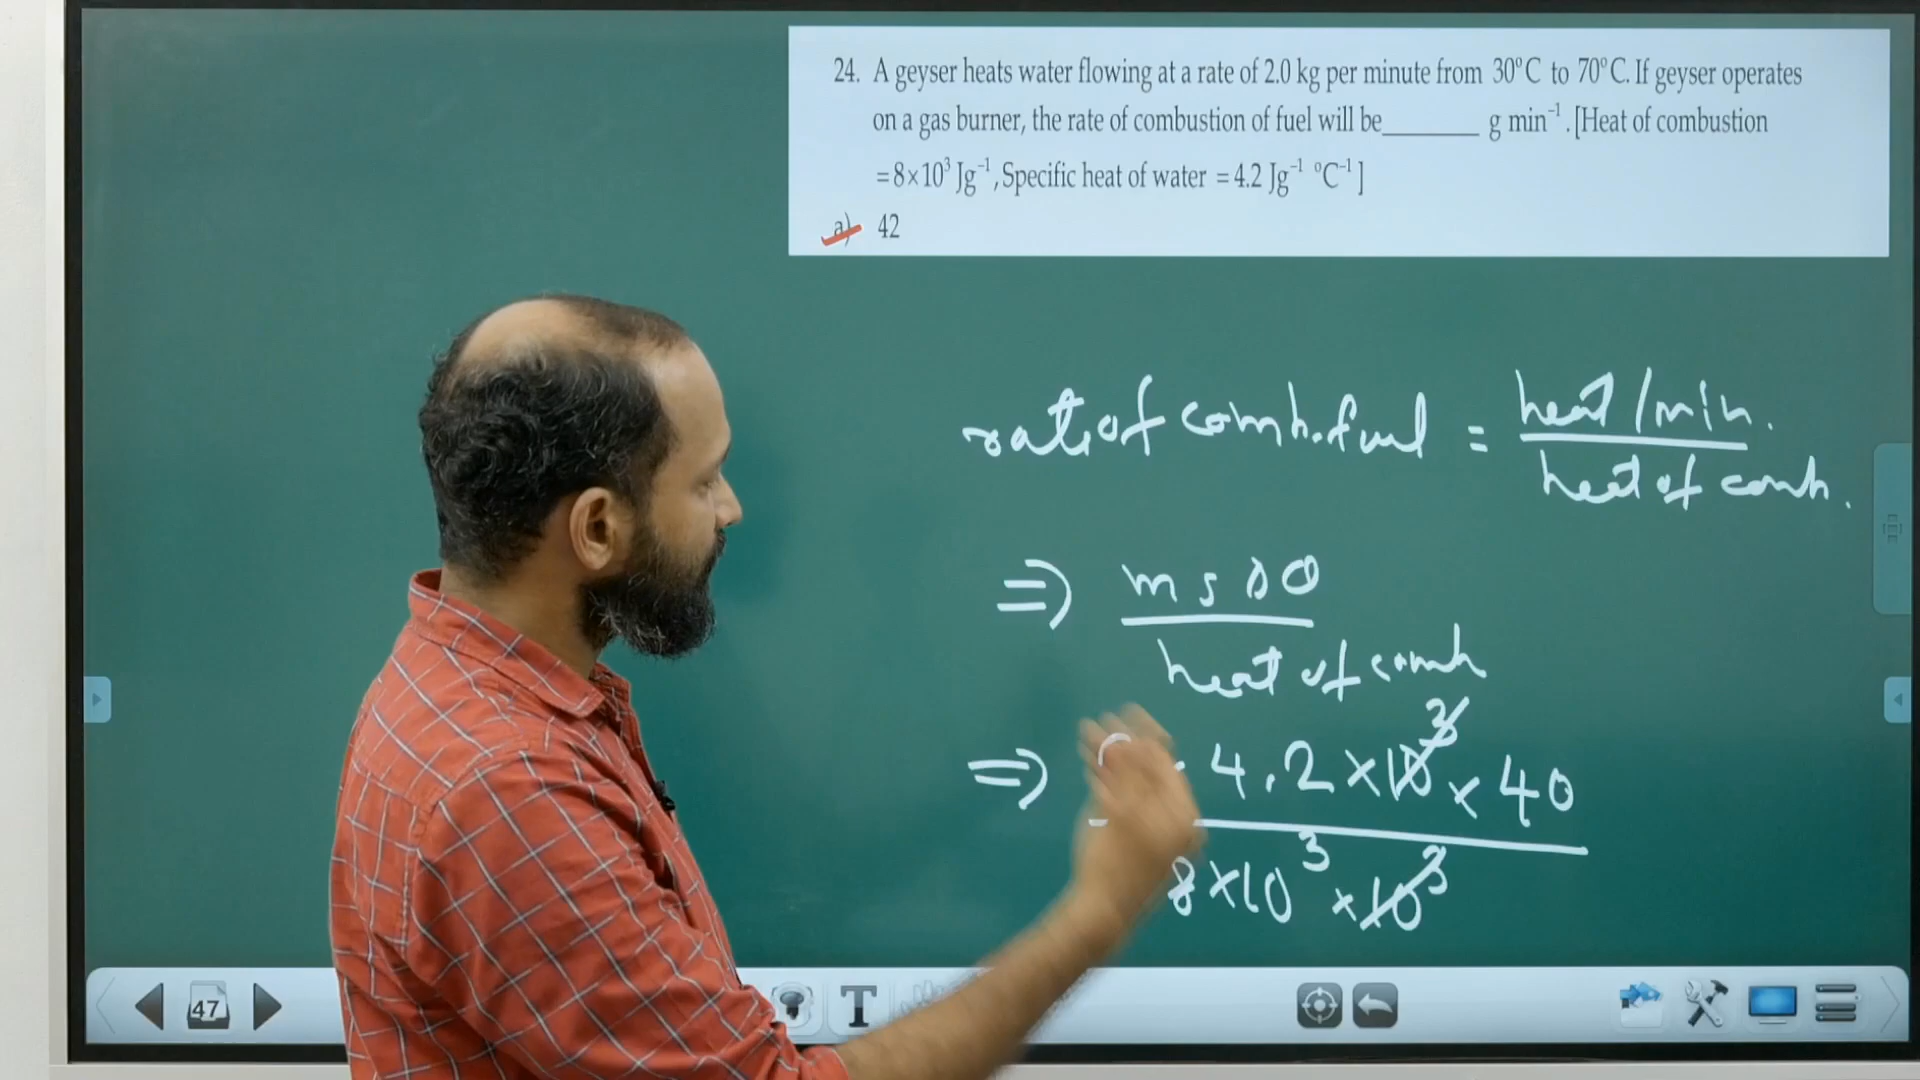 24. A geyser heats water flowing at a rate of 2.0 kg per minute from 30°C to 70°C. If geyser operates
on a gas burner, the rate of combustion of fuel will be________ g min⁻¹. [Heat of combustion
= 8×10³ Jg⁻¹, Specific heat of water = 4.2 Jg⁻¹ °C⁻¹]
a) 42
rate of comb. fuel = heat/min.
heat of comb.
⇒ m s Δ θ
heat of comb
⇒ 4.2 × 10³ × 40
8 × 10³ × 10³
47
T